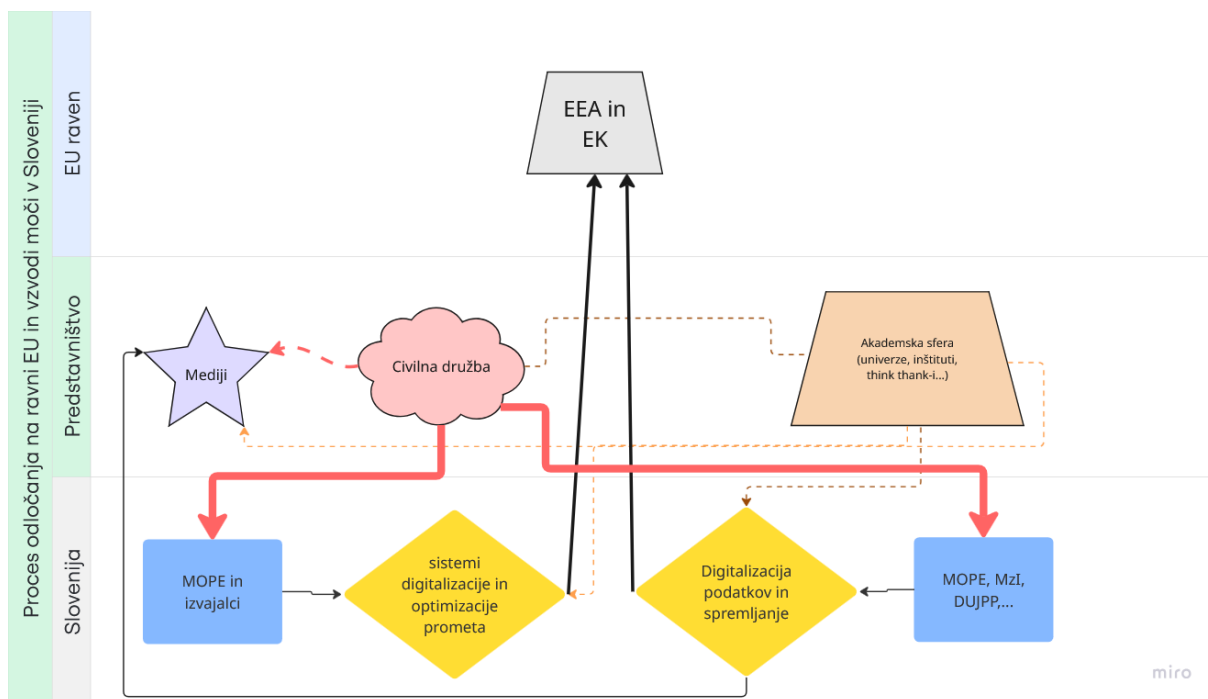 Proces odločanja na ravni EU in vzvodi moči v Sloveniji
EU raven
EEA in
EK
Predstavništvo
Mediji
Civilna družba
Akademska sfera
(univerze, inštituti,
think thank-i...)
Slovenija
MOPE in
izvajalci
sistemi
digitalizacije in
optimizacije
prometa
Digitalizacija
podatkov in
spremljanje
MOPE, MzI,
DUJPP,...
miro